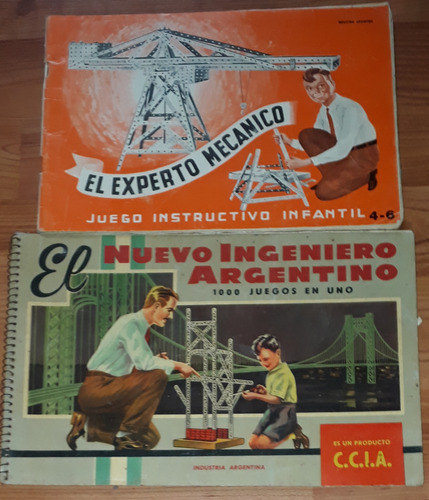 EL EXPERTO MECANICO
JUEGO INSTRUCTIVO INFANTIL 4-6
El NUEVO INGENIERO
ARGENTINO
1000 JUEGOS EN UNO
ES UN PRODUCTO
C.C.I.A.
INDUSTRIA ARGENTINA